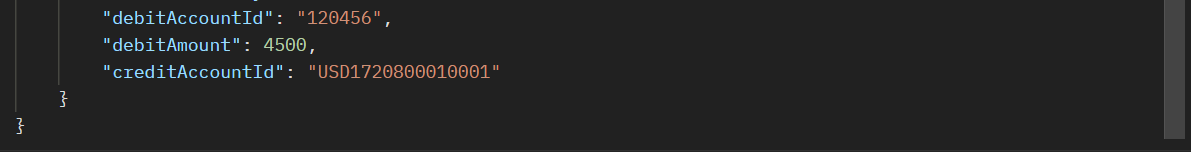 "debitAccountId": "120456",
"debitAmount": 4500,
"creditAccountId": "USD1720800010001"
}
}